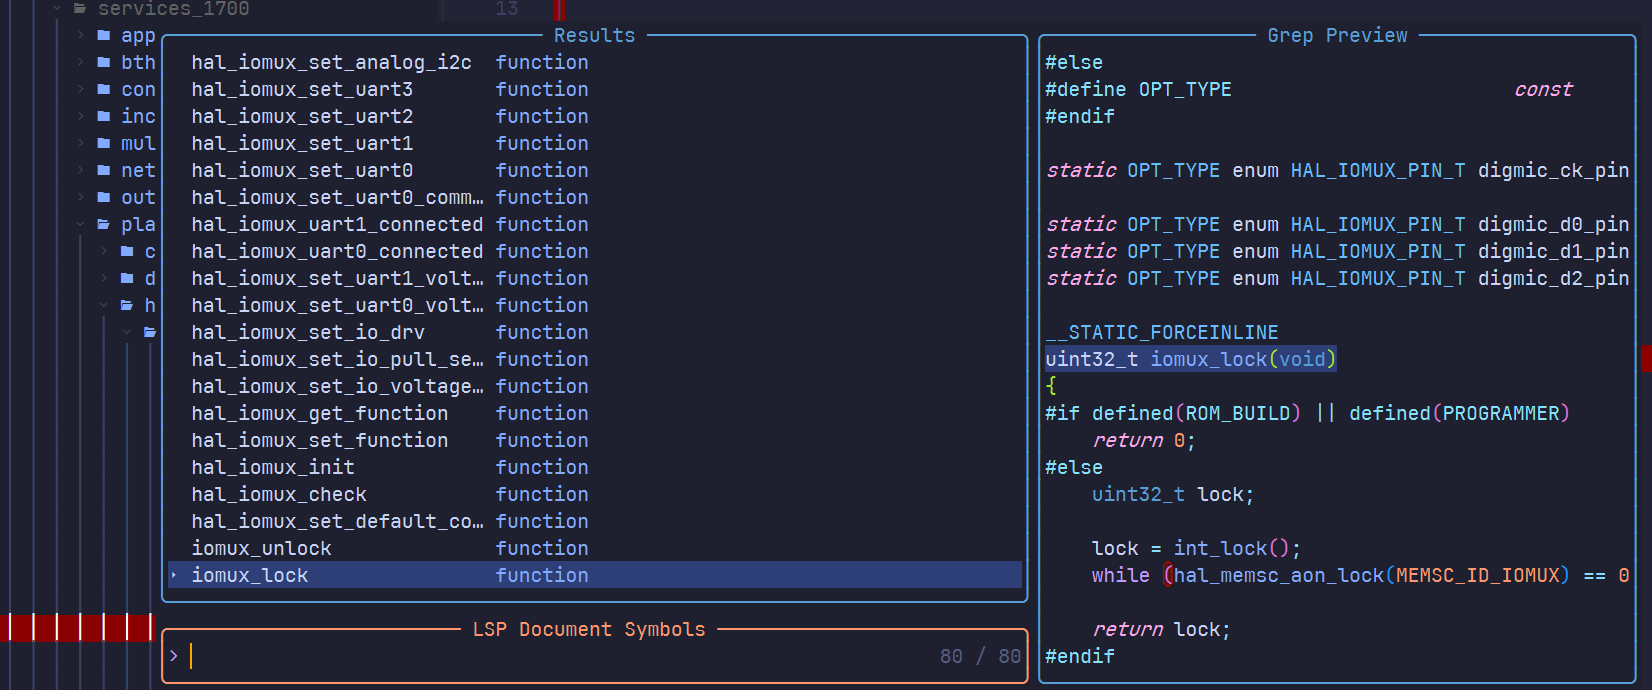 services_1700
13
app
bth
con
inc
mul
net
out
pla
c
d
h
Results
hal_iomux_set_analog_i2c function
hal_iomux_set_uart3 function
hal_iomux_set_uart2 function
hal_iomux_set_uart1 function
hal_iomux_set_uart0 function
hal_iomux_set_uart0_comm… function
hal_iomux_uart1_connected function
hal_iomux_uart0_connected function
hal_iomux_set_uart1_volt… function
hal_iomux_set_uart0_volt… function
hal_iomux_set_io_drv function
hal_iomux_set_io_pull_se… function
hal_iomux_set_io_voltage… function
hal_iomux_get_function function
hal_iomux_set_function function
hal_iomux_init function
hal_iomux_check function
hal_iomux_set_default_co… function
iomux_unlock function
iomux_lock function
LSP Document Symbols
> 80 / 80
Grep Preview
#else
#define OPT_TYPE const
#endif
static OPT_TYPE enum HAL_IOMUX_PIN_T digmic_ck_pin
static OPT_TYPE enum HAL_IOMUX_PIN_T digmic_d0_pin
static OPT_TYPE enum HAL_IOMUX_PIN_T digmic_d1_pin
static OPT_TYPE enum HAL_IOMUX_PIN_T digmic_d2_pin
__STATIC_FORCEINLINE
uint32_t iomux_lock(void)
{
#if defined(ROM_BUILD) || defined(PROGRAMMER)
return 0;
#else
uint32_t lock;
lock = int_lock();
while (hal_memsc_aon_lock(MEMSC_ID_IOMUX) == 0
return lock;
#endif